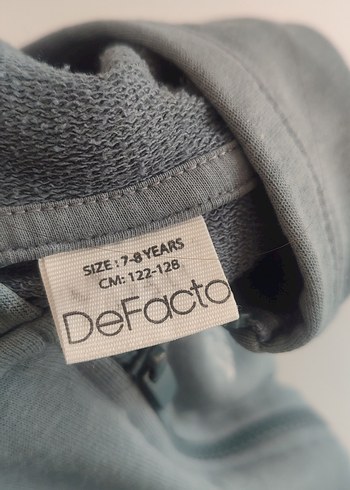 SIZE : 7-8 YEARS
CM: 122-128
DeFacto